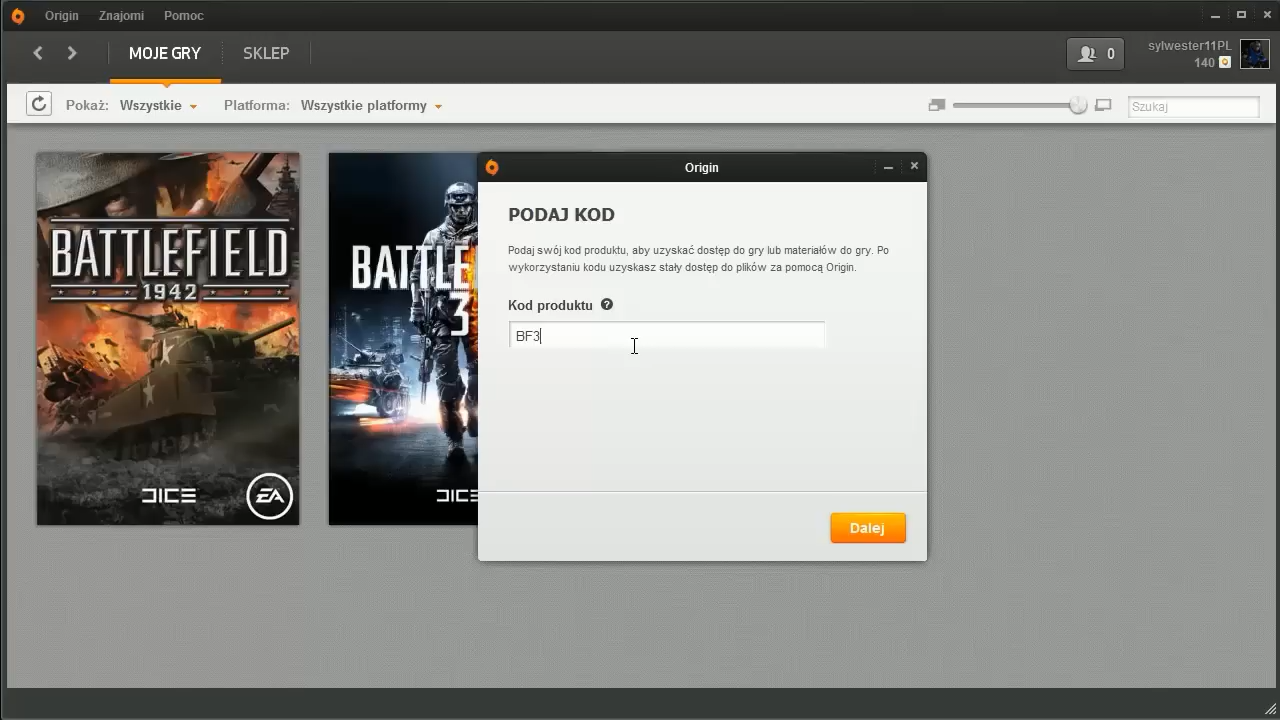 Origin Znajomi Pomoc
MOJE GRY SKLEP
0
sylwester11PL
140
Pokaż: Wszystkie Platforma: Wszystkie platformy
Szukaj
BATTLEFIELD
1942
DICE EA
BATTLE
3
DICE
Origin
PODAJ KOD
Podaj swój kod produktu, aby uzyskać dostęp do gry lub materiałów do gry. Po
wykorzystaniu kodu uzyskasz stały dostęp do plików za pomocą Origin.
Kod produktu ?
BF3
Dalej